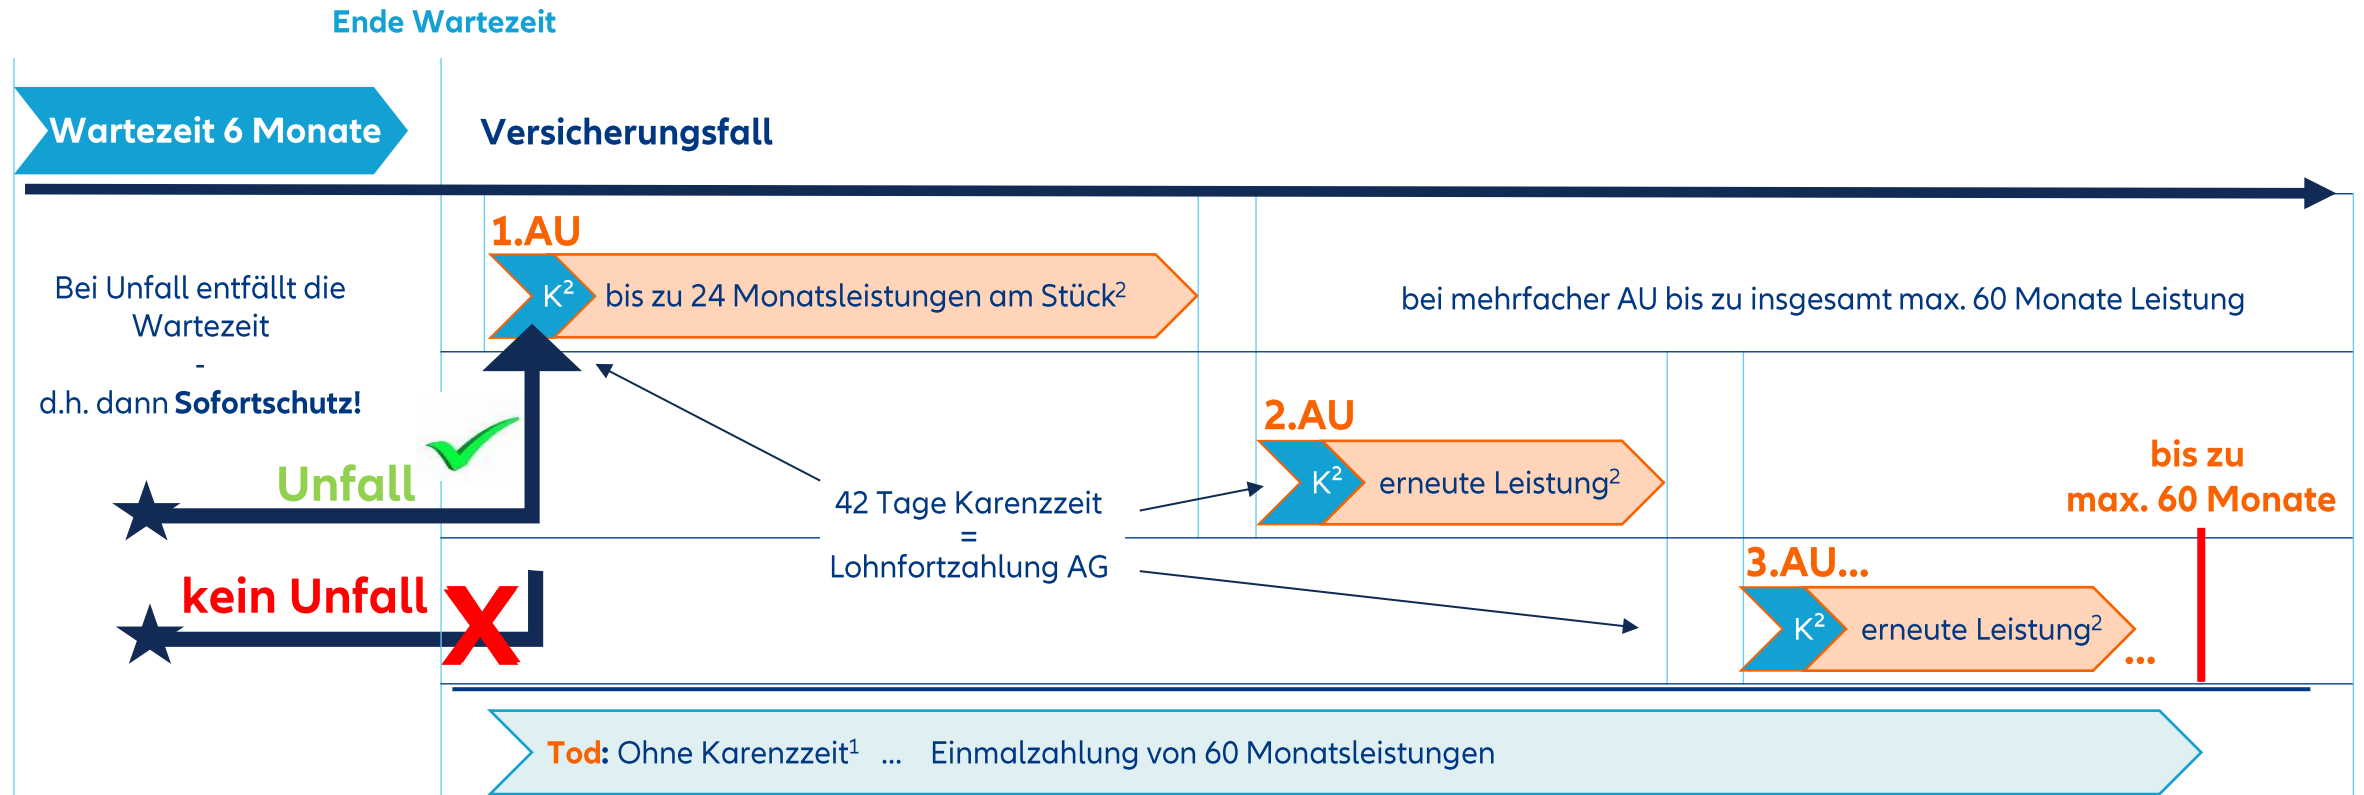 Ende Wartezeit
Wartezeit 6 Monate
Versicherungsfall
1.AU
K²
bis zu 24 Monatsleistungen am Stück²
bei mehrfacher AU bis zu insgesamt max. 60 Monate Leistung
Bei Unfall entfällt die
Wartezeit
-
d.h. dann Sofortschutz!
Unfall
kein Unfall
X
42 Tage Karenzzeit
=
Lohnfortzahlung AG
2.AU
K²
erneute Leistung²
bis zu
max. 60 Monate
3.AU...
K²
erneute Leistung²
...
Tod: Ohne Karenzzeit¹ ... Einmalzahlung von 60 Monatsleistungen